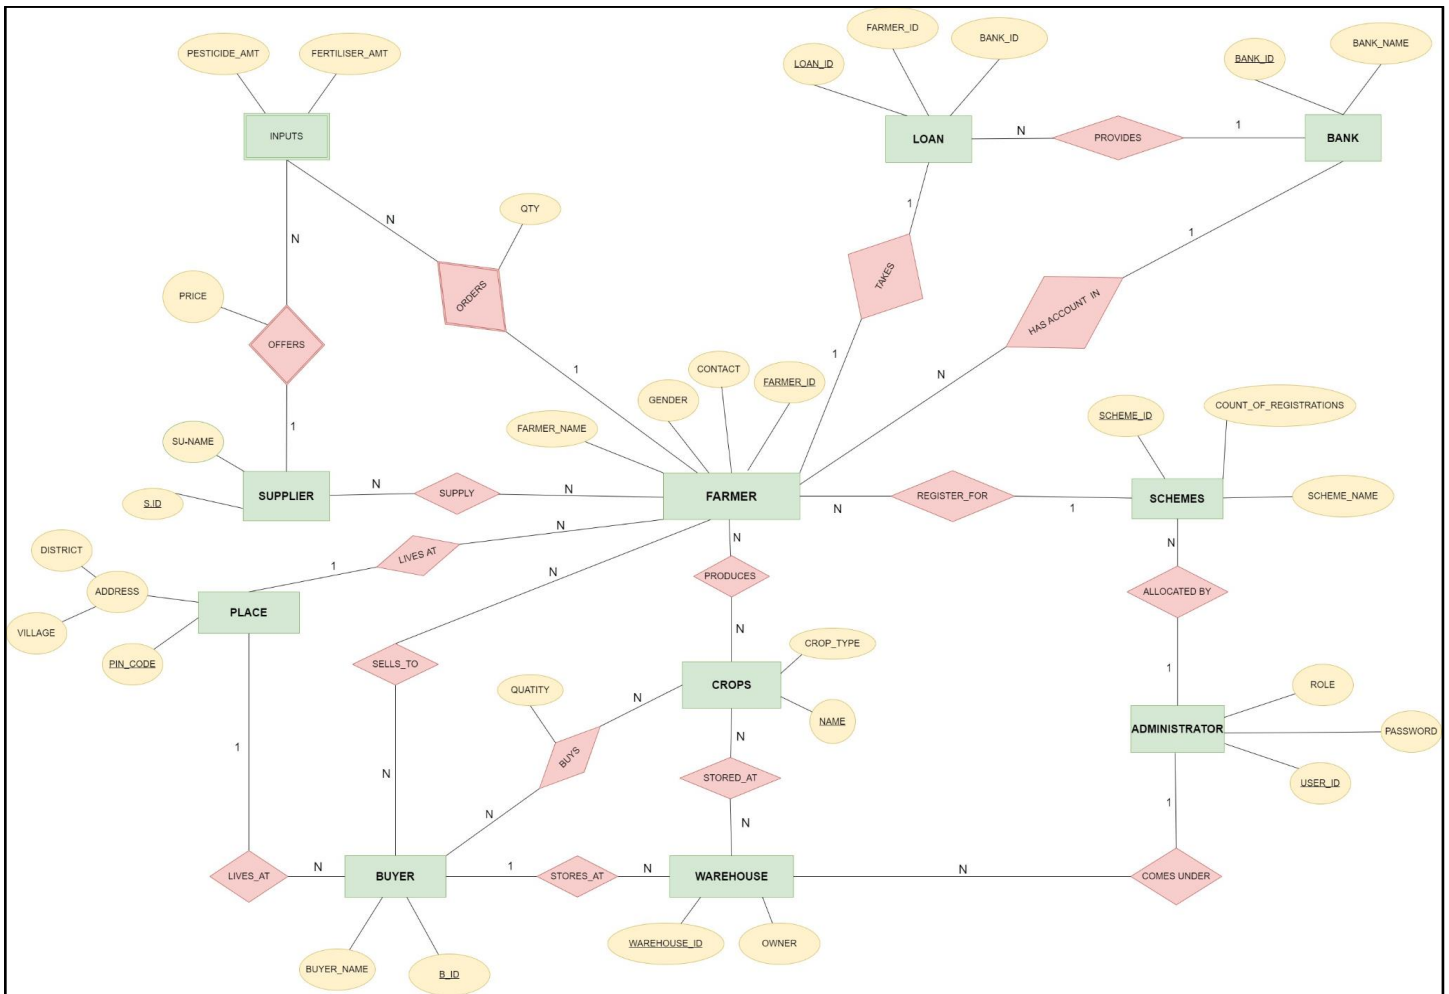 FARMER_ID
BANK_ID
BANK_NAME
PESTICIDE_AMT
FERTILISER_AMT
LOAN_ID
BANK_ID
INPUTS
LOAN
N
PROVIDES
1
BANK
N
QTY
1
1
N
ORDERS
TAKES
PRICE
HAS ACCOUNT IN
OFFERS
1
1
N
CONTACT
FARMER_ID
GENDER
COUNT_OF_REGISTRATIONS
SCHEME_ID
FARMER_NAME
1
SU-NAME
SUPPLIER
N
SUPPLY
N
FARMER
N
REGISTER_FOR
1
SCHEMES
SCHEME_NAME
S.ID
N
N
N
DISTRICT
LIVES AT
1
N
PRODUCES
ADDRESS
ALLOCATED BY
PLACE
VILLAGE
PIN_CODE
SELLS_TO
N
CROP_TYPE
1
CROPS
QUATITY
N
NAME
ROLE
ADMINISTRATOR
PASSWORD
1
N
BUYS
N
STORED_AT
USER_ID
1
N
N
LIVES_AT
N
BUYER
1
STORES_AT
N
WAREHOUSE
N
COMES UNDER
WAREHOUSE_ID
OWNER
BUYER_NAME
B_ID